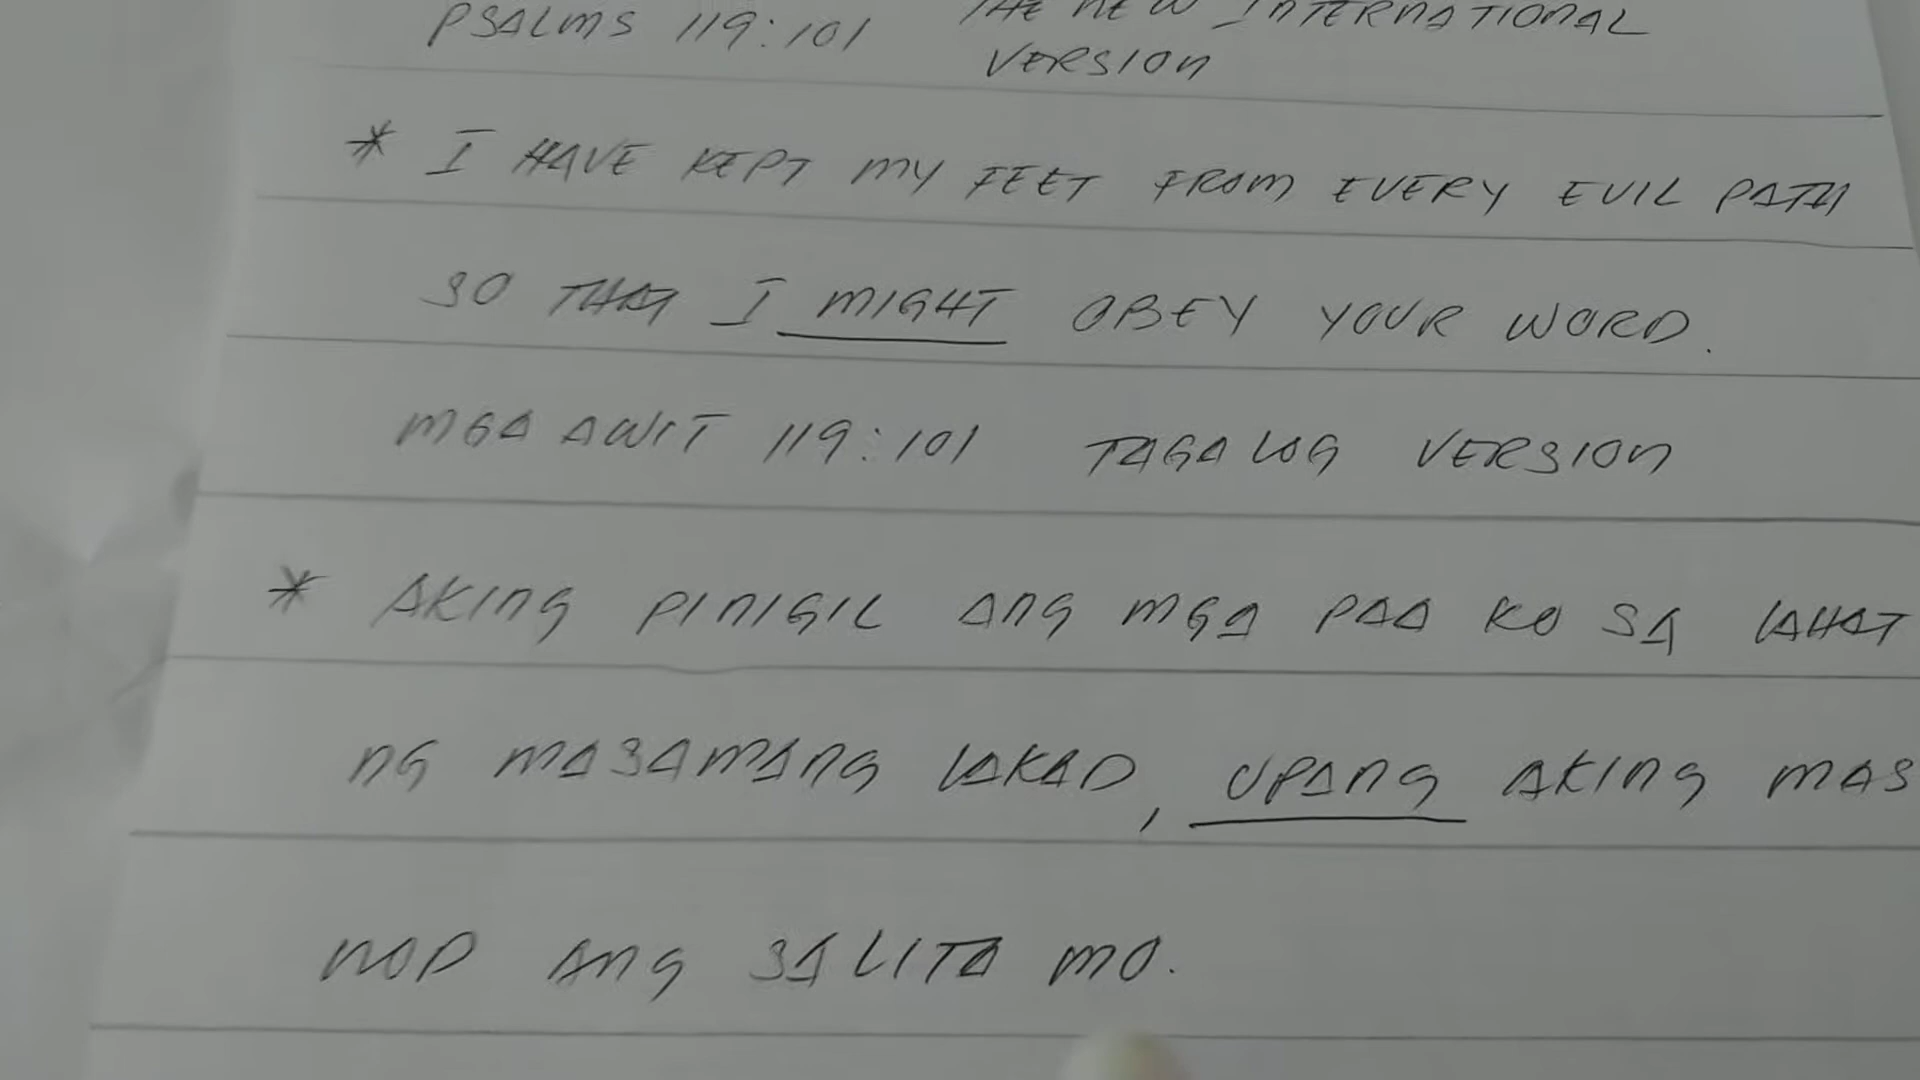 PSALMS 119:101 THE NEW INTERNATIONAL
VERSION
* I HAVE KEPT MY FEET FROM EVERY EVIL PATH
SO THAT I MIGHT OBEY YOUR WORD.
MGA AWIT 119:101 TAGALOG VERSION
* AKING PINIGIL ANG MGA PAA KO SA LAHAT
NG MASAMANG LAKAD, UPANG AKING MAS
NOD ANG SALITA MO.